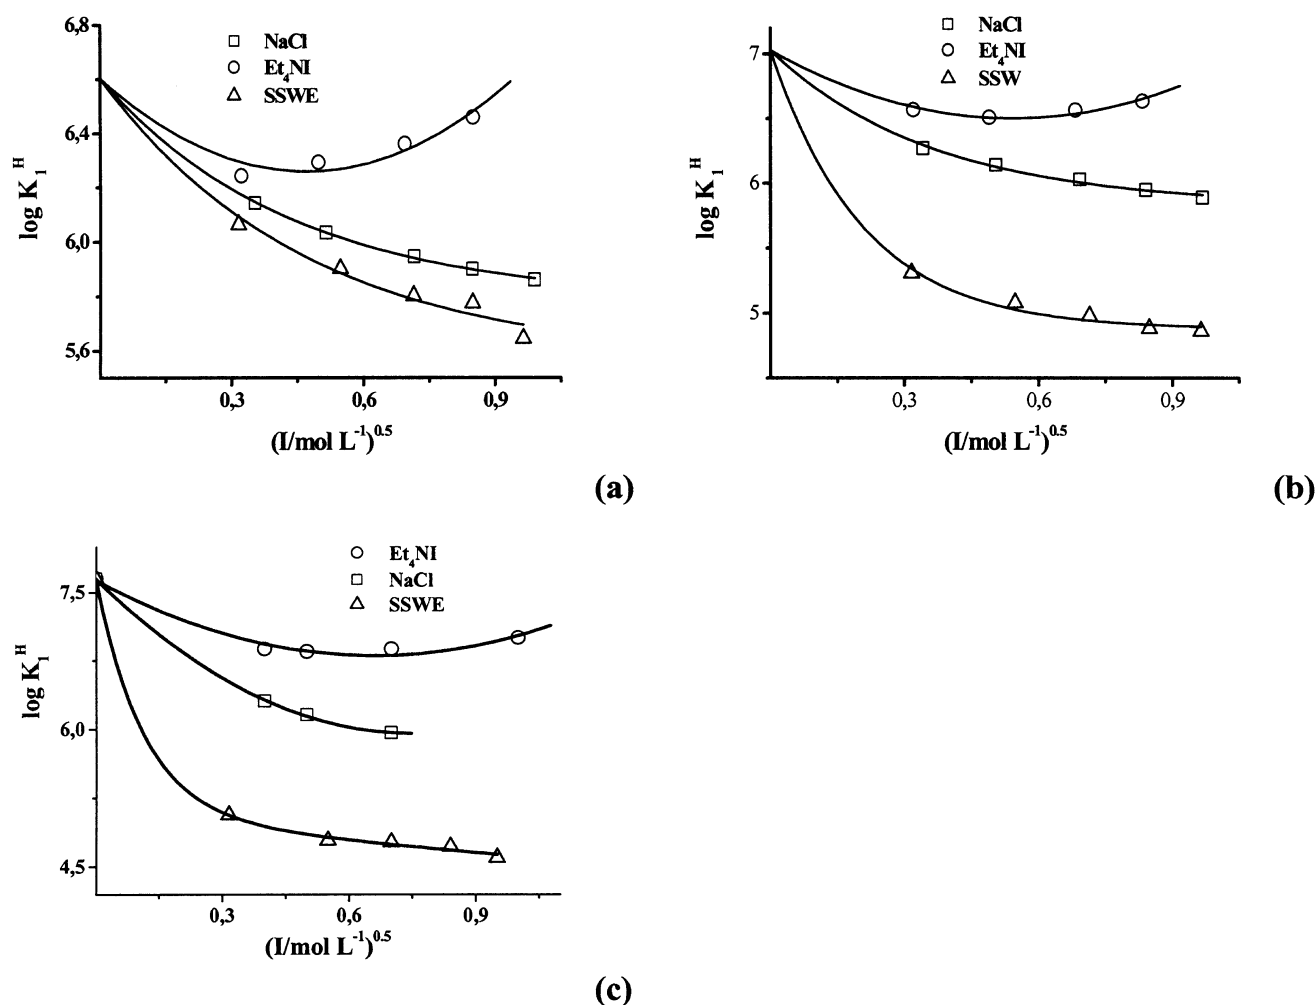 6,8
NaCl
Et4NI
SSWE
6,4
6,0
5,6
log K1^H
0,3
0,6
0,9
(I/mol L^-1)^0.5
(a)
NaCl
Et4NI
SSW
7
6
5
log K1^H
0,3
0,6
0,9
(I/mol L^-1)^0.5
(b)
Et4NI
NaCl
SSWE
7,5
6,0
4,5
log K1^H
0,3
0,6
0,9
(I/mol L^-1)^0.5
(c)